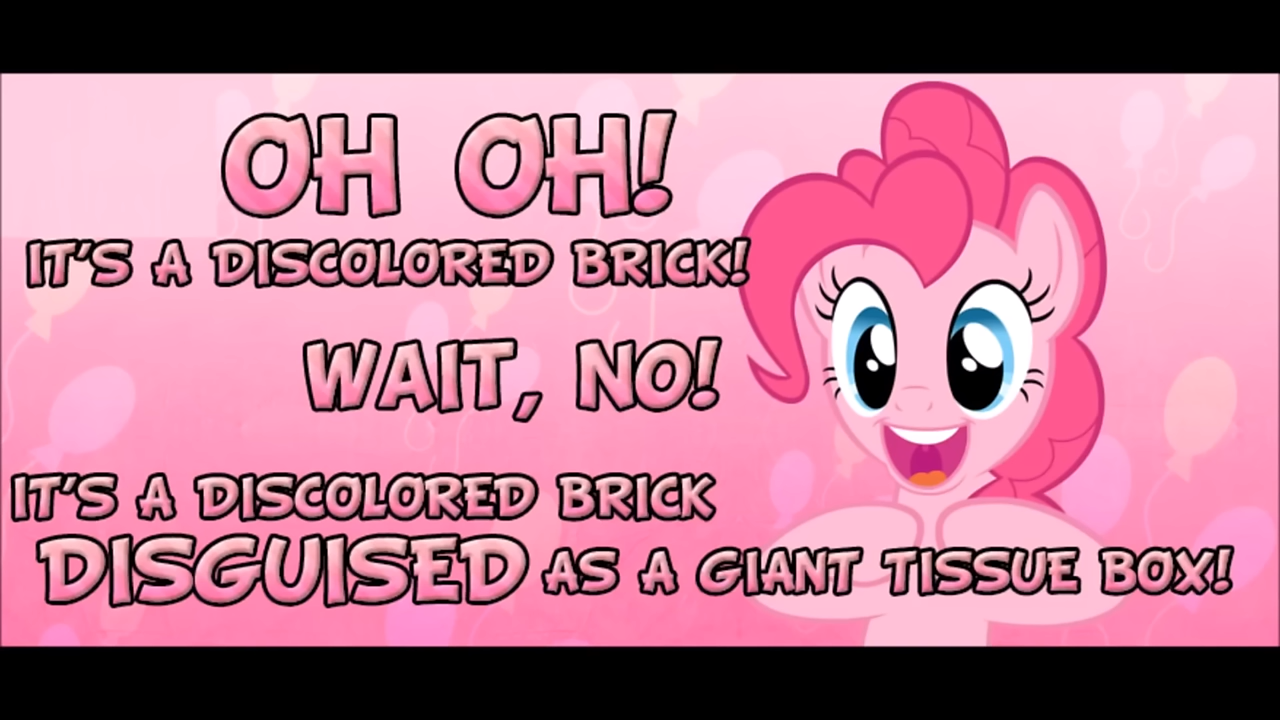 OH OH!
IT'S A DISCOLORED BRICK!
WAIT, NO!
IT'S A DISCOLORED BRICK
DISGUISED AS A GIANT TISSUE BOX!